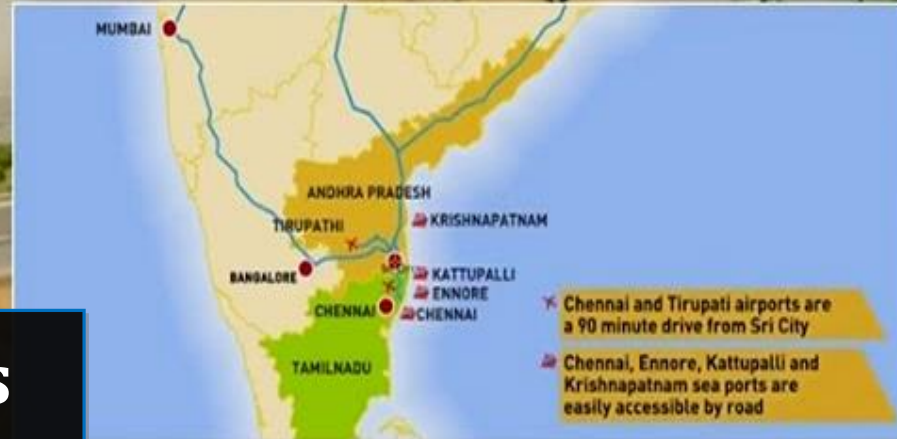 MUMBAI
ANDHRA PRADESH
TIRUPATHI
KRISHNAPATNAM
BANGALORE
KATTUPALLI
ENNORE
CHENNAI
CHENNAI
TAMILNADU
Chennai and Tirupati airports are
a 90 minute drive from Sri City
Chennai, Ennore, Kattupalli and
Krishnapatnam sea ports are
easily accessible by road
s